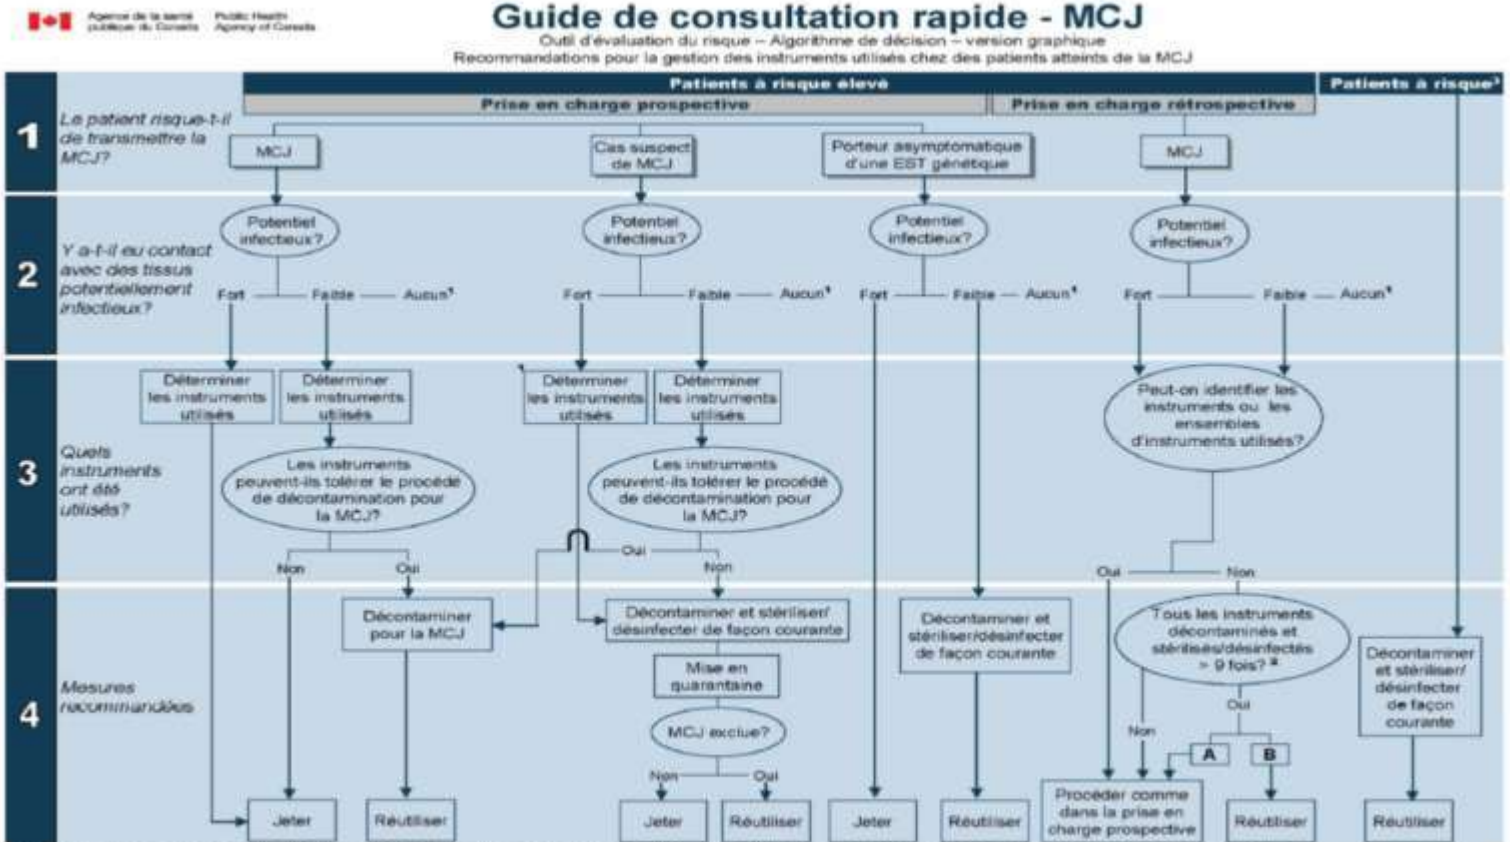 Agence de la santé Public Health
publique du Canada Agency of Canada
Guide de consultation rapide - MCJ
Outil d'évaluation du risque – Algorithme de décision – version graphique
Recommandations pour la gestion des instruments utilisés chez des patients atteints de la MCJ
Patients à risque élevé
Patients à risque³
Prise en charge prospective
Prise en charge rétrospective
1
Le patient risque-t-il
de transmettre la
MCJ?
MCJ
Cas suspect
de MCJ
Porteur asymptomatique
d'une EST génétique
MCJ
2
Y a-t-il eu contact
avec des tissus
potentiellement
infectieux?
Potentiel
infectieux?
Potentiel
infectieux?
Potentiel
infectieux?
Potentiel
infectieux?
Fort Faible Aucun¹
Fort Faible Aucun¹
Fort Faible Aucun¹
Fort Faible Aucun¹
3
Quels
instruments
ont été
utilisés?
Déterminer
les instruments
utilisés
Déterminer
les instruments
utilisés
Déterminer
les instruments
utilisés
Déterminer
les instruments
utilisés
Peut-on identifier les
instruments ou les
ensembles
d'instruments utilisés?
Les instruments
peuvent-ils tolérer le procédé
de décontamination pour
la MCJ?
Les instruments
peuvent-ils tolérer le procédé
de décontamination pour
la MCJ?
Non Oui
Oui
Non
Oui Non
4
Mesures
recommandées
Décontaminer
pour la MCJ
Décontaminer et stériliser/
désinfecter de façon courante
Mise en
quarantaine
MCJ exclue?
Non Oui
Décontaminer et
stériliser/désinfecter
de façon courante
Tous les instruments
décontaminés et
stérilisés/désinfectés
> 9 fois? ²
Oui
Non
A
B
Décontaminer
et stériliser/
désinfecter
de façon
courante
Jeter
Réutiliser
Jeter
Réutiliser
Jeter
Réutiliser
Procéder comme
dans la prise en
charge prospective
Réutiliser
Réutiliser